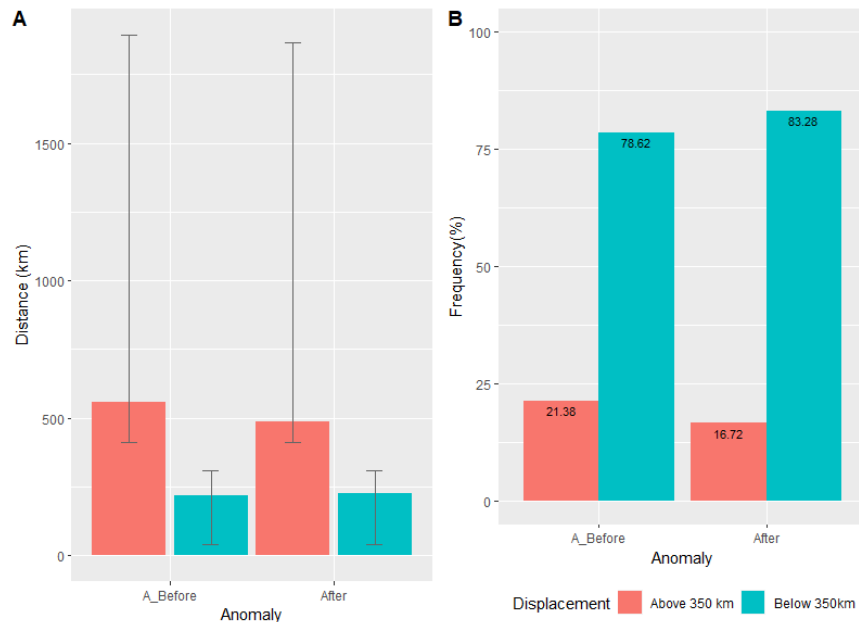 A
Distance (km)
1500
1000
500
0
A_Before
After
Anomaly
B
Frequency(%)
100
75
50
25
0
78.62
83.28
21.38
16.72
A_Before
After
Anomaly
Displacement
Above 350 km
Below 350km